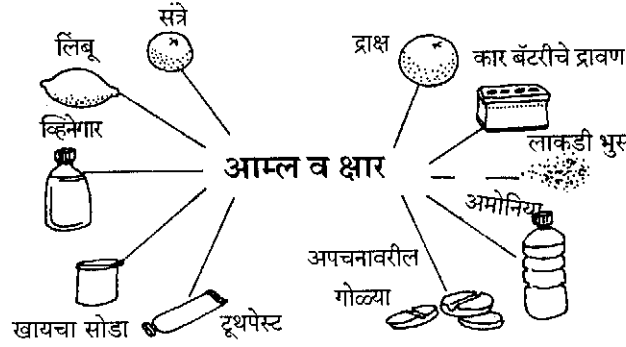 संत्रे
लिंबू
द्राक्ष
कार बॅटरीचे द्रावण
व्हिनेगार
लाकडी भुस
आम्ल व क्षार
अमोनिया
अपचनावरील
गोळ्या
खायचा सोडा
टूथपेस्ट